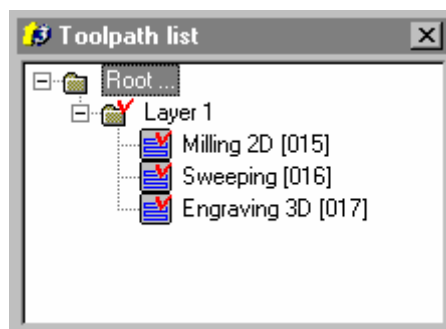 Toolpath list
Root ...
Layer 1
Milling 2D [015]
Sweeping [016]
Engraving 3D [017]